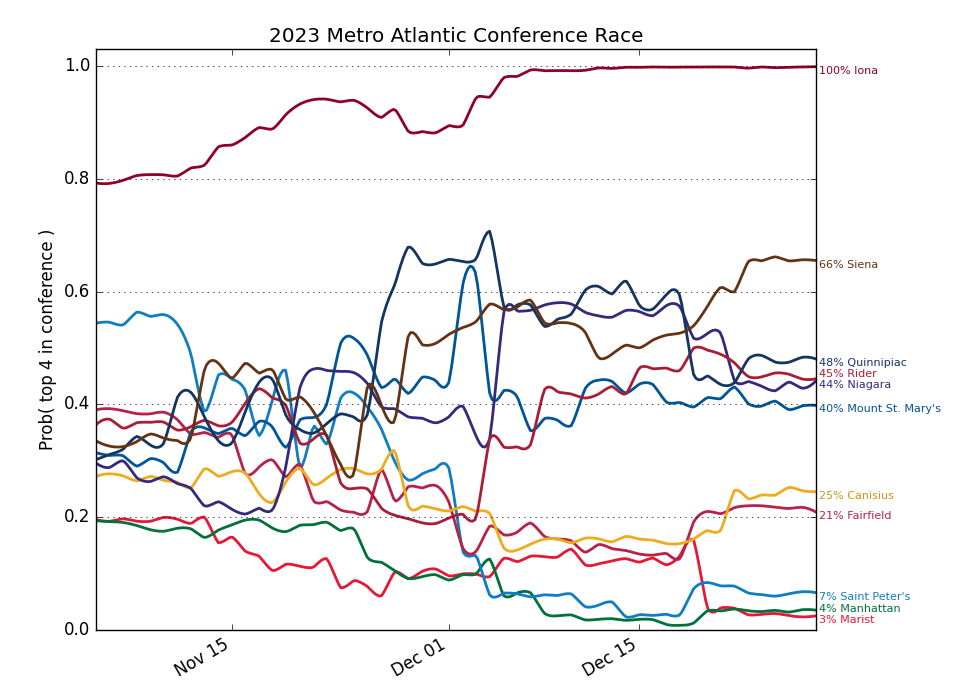 2023 Metro Atlantic Conference Race
Prob( top 4 in conference )
1.0
0.8
0.6
0.4
0.2
0.0
Nov 15
Dec 01
Dec 15
100% Iona
66% Siena
48% Quinnipiac
45% Rider
44% Niagara
40% Mount St. Mary's
25% Canisius
21% Fairfield
7% Saint Peter's
4% Manhattan
3% Marist